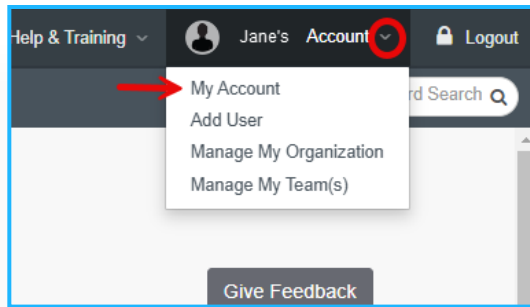 Help & Training Jane's Account Logout
My Account
rd Search
Add User
Manage My Organization
Manage My Team(s)
Give Feedback